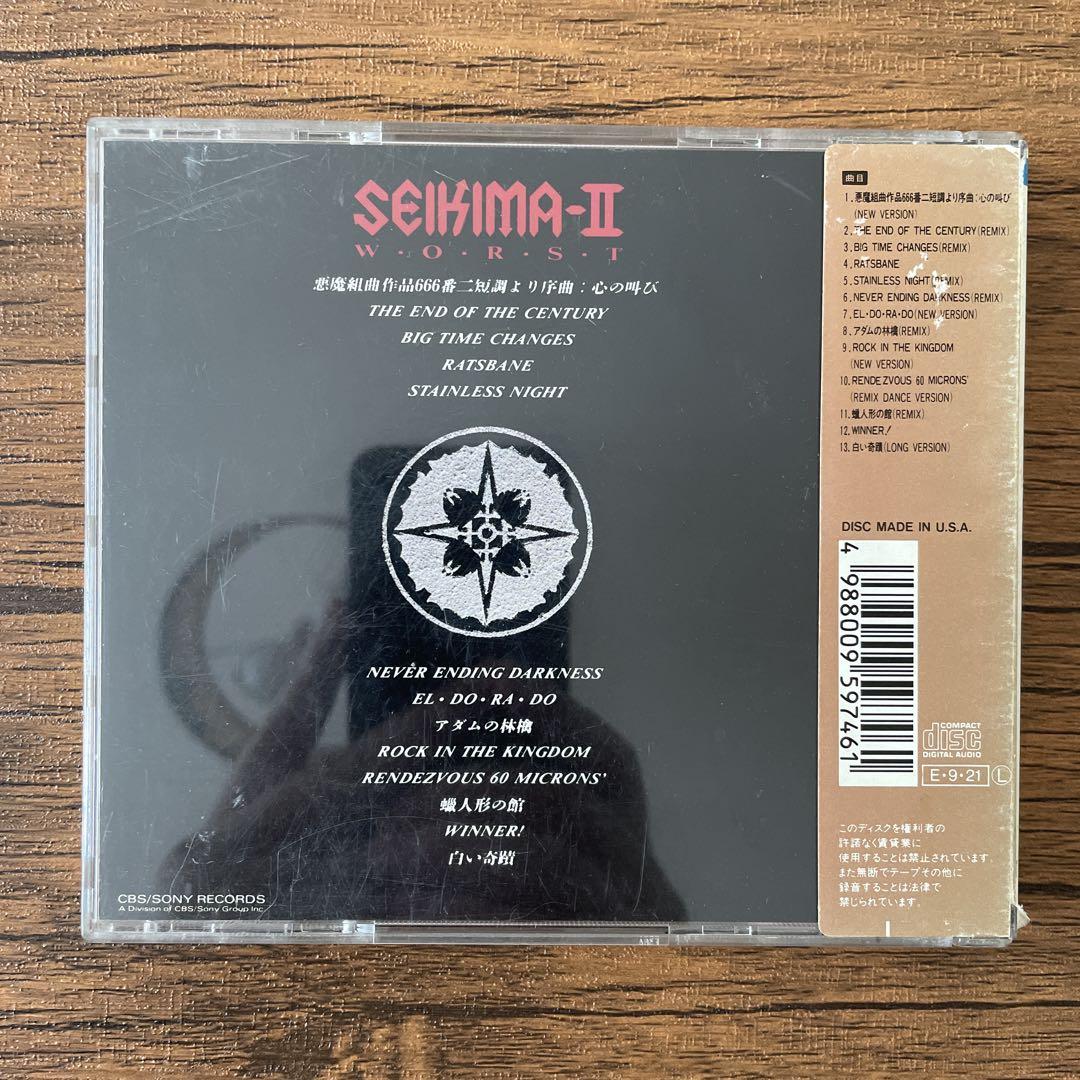 SEIKIMA-II
W・O・R・S・T
悪魔組曲作品666番二短調より序曲：心の叫び
THE END OF THE CENTURY
BIG TIME CHANGES
RATSBANE
STAINLESS NIGHT
NEVER ENDING DARKNESS
EL・DO・RA・DO
アダムの林檎
ROCK IN THE KINGDOM
RENDEZVOUS 60 MICRONS'
蠟人形の館
WINNER!
白い奇蹟
CBS/SONY RECORDS
A Division of CBS/Sony Group Inc.
曲目
1. 悪魔組曲作品666番二短調より序曲：心の叫び
(NEW VERSION)
2. THE END OF THE CENTURY(REMIX)
3. BIG TIME CHANGES(REMIX)
4. RATSBANE
5. STAINLESS NIGHT(REMIX)
6. NEVER ENDING DARKNESS(REMIX)
7. EL・DO・RA・DO(NEW VERSION)
8. アダムの林檎(REMIX)
9. ROCK IN THE KINGDOM
(NEW VERSION)
10. RENDEZVOUS 60 MICRONS'
(REMIX DANCE VERSION)
11. 蠟人形の館(REMIX)
12. WINNER!
13. 白い奇蹟(LONG VERSION)
DISC MADE IN U.S.A.
4 988009 597461
COMPACT
disc
DIGITAL AUDIO
E・9・21 L
このディスクを権利者の
許諾なく賃貸業に
使用することは禁止されています。
また無断でテープその他に
録音することは法律で
禁じられています。